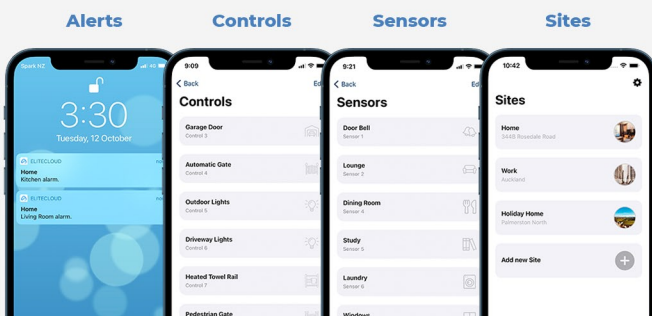 Alerts
Controls
Sensors
Sites
Spark NZ
4G
3:30
Tuesday, 12 October
ELITECLOUD
Home
Kitchen alarm.
ELITECLOUD
Home
Living Room alarm.
9:09
Back
Controls
Garage Door
Control 3
Automatic Gate
Control 4
Outdoor Lights
Control 5
Driveway Lights
Control 6
Heated Towel Rail
Control 7
Pedestrian Gate
9:21
Back
Sensors
Door Bell
Sensor 1
Lounge
Sensor 2
Dining Room
Sensor 4
Study
Sensor 5
Laundry
Sensor 6
Windows
10:42
Sites
Home
Work
Auckland
Holiday Home
Palmerston North
Add new Site